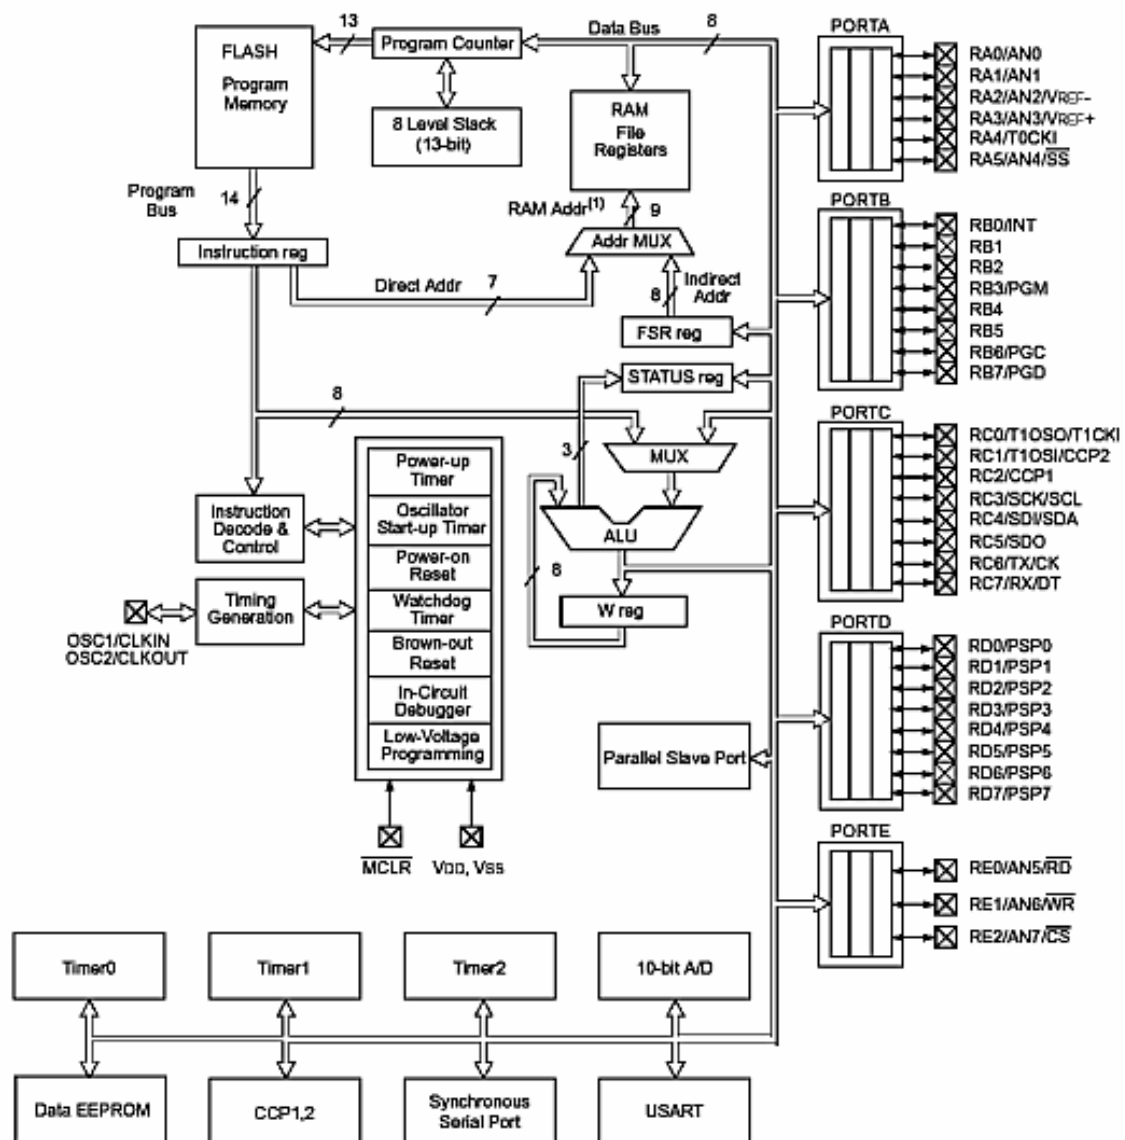 13
Data Bus
8
PORTA
FLASH
Program
Memory
Program Counter
8 Level Stack
(13-bit)
RAM
File
Registers
RA0/AN0
RA1/AN1
RA2/AN2/VREF-
RA3/AN3/VREF+
RA4/T0CKI
RA5/AN4/SS
Program
Bus
14
RAM Addr(1)
9
PORTB
Instruction reg
Addr MUX
Direct Addr
7
8
Indirect
Addr
FSR reg
STATUS reg
RB0/INT
RB1
RB2
RB3/PGM
RB4
RB5
RB6/PGC
RB7/PGD
8
3
MUX
PORTC
Power-up
Timer
Oscillator
Start-up Timer
Power-on
Reset
Watchdog
Timer
Brown-out
Reset
In-Circuit
Debugger
Low-Voltage
Programming
Instruction
Decode &
Control
Timing
Generation
OSC1/CLKIN
OSC2/CLKOUT
ALU
8
W reg
RC0/T1OSO/T1CKI
RC1/T1OSI/CCP2
RC2/CCP1
RC3/SCK/SCL
RC4/SDI/SDA
RC5/SDO
RC6/TX/CK
RC7/RX/DT
PORTD
Parallel Slave Port
RD0/PSP0
RD1/PSP1
RD2/PSP2
RD3/PSP3
RD4/PSP4
RD5/PSP5
RD6/PSP6
RD7/PSP7
MCLR
VDD, VSS
PORTE
RE0/AN5/RD
RE1/AN6/WR
RE2/AN7/CS
Timer0
Timer1
Timer2
10-bit A/D
Data EEPROM
CCP1,2
Synchronous
Serial Port
USART